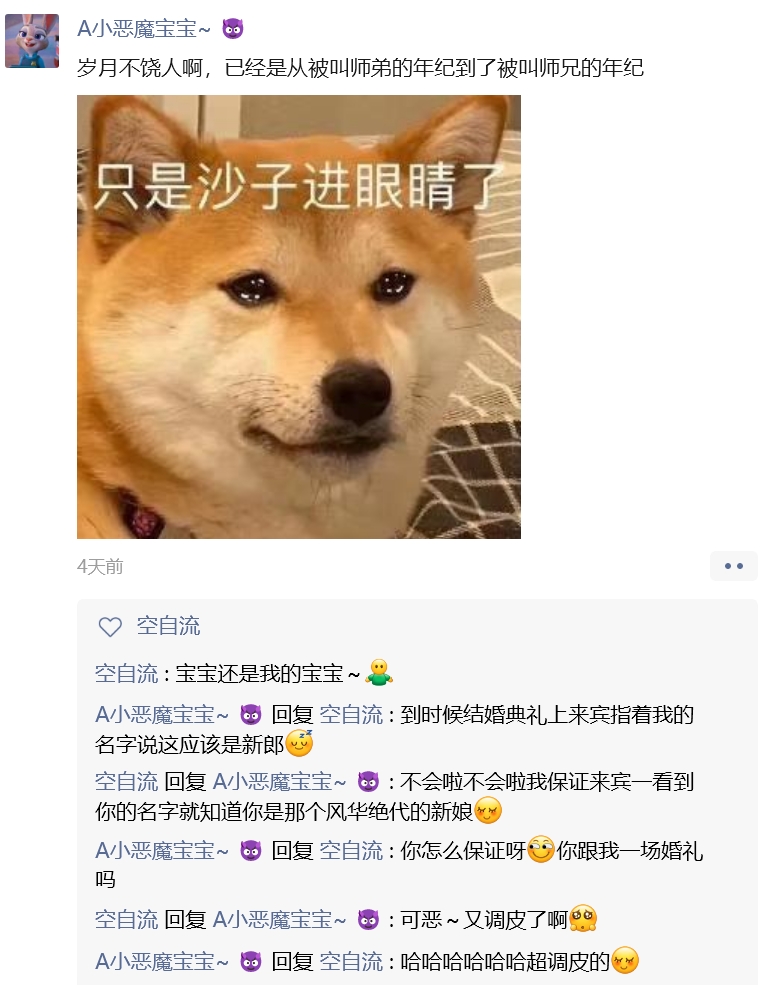 A小恶魔宝宝~ 😈
岁月不饶人啊，已经是从被叫师弟的年纪到了被叫师兄的年纪
只是沙子进眼睛了
4天前
空自流
空自流 : 宝宝还是我的宝宝~
A小恶魔宝宝~ 😈 回复 空自流 : 到时候结婚典礼上来宾指着我的
名字说这应该是新郎😴
空自流 回复 A小恶魔宝宝~ 😈 : 不会啦不会啦我保证来宾一看到
你的名字就知道你是那个风华绝代的新娘
A小恶魔宝宝~ 😈 回复 空自流 : 你怎么保证呀你跟我一场婚礼
吗
空自流 回复 A小恶魔宝宝~ 😈 : 可恶~又调皮了啊
A小恶魔宝宝~ 😈 回复 空自流 : 哈哈哈哈哈哈超调皮的